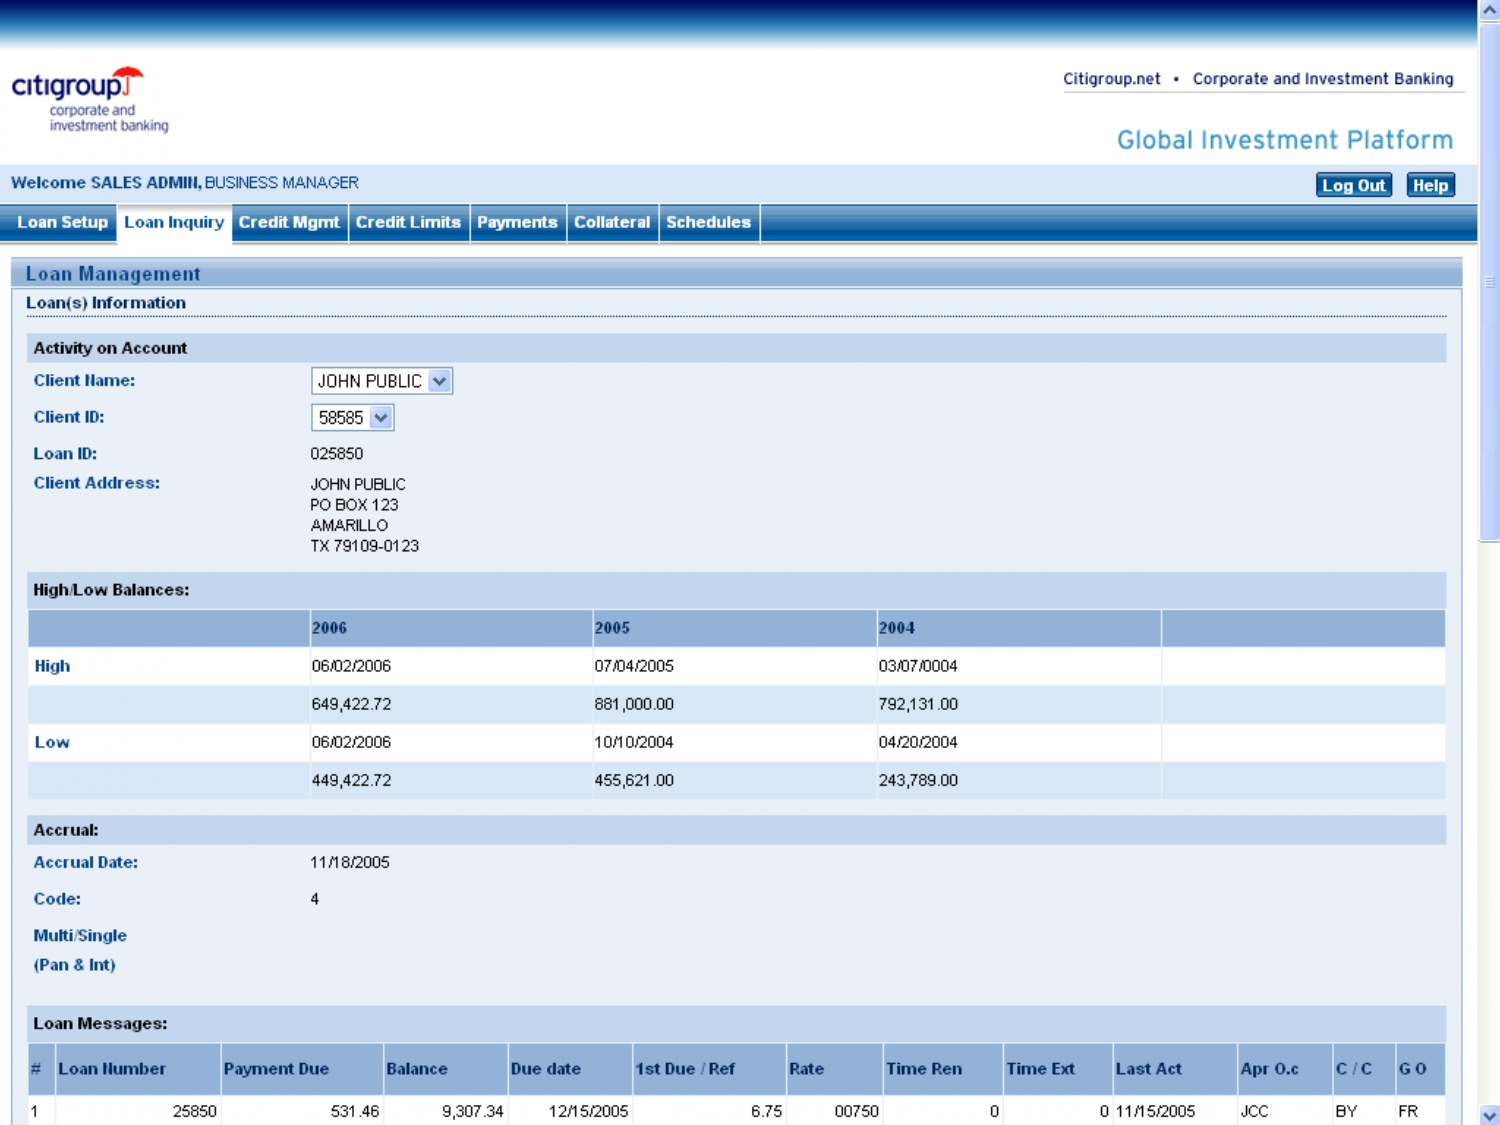 citigroup
corporate and
investment banking
Citigroup.net • Corporate and Investment Banking
Global Investment Platform
Welcome SALES ADMIN, BUSINESS MANAGER
Log Out Help
Loan Setup Loan Inquiry Credit Mgmt Credit Limits Payments Collateral Schedules
Loan Management
Loan(s) Information
Activity on Account
Client Name: JOHN PUBLIC
Client ID: 58585
Loan ID: 025850
Client Address: JOHN PUBLIC
PO BOX 123
AMARILLO
TX 79109-0123
High/Low Balances:
2006 2005 2004
High 06/02/2006 07/04/2005 03/07/0004
649,422.72 881,000.00 792,131.00
Low 06/02/2006 10/10/2004 04/20/2004
449,422.72 455,621.00 243,789.00
Accrual:
Accrual Date: 11/18/2005
Code: 4
Multi/Single
(Pan & Int)
Loan Messages:
# Loan Number Payment Due Balance Due date 1st Due / Ref Rate Time Ren Time Ext Last Act Apr O.c C / C G O
1 25850 531.46 9,307.34 12/15/2005 6.75 00750 0 0 11/15/2005 JCC BY FR